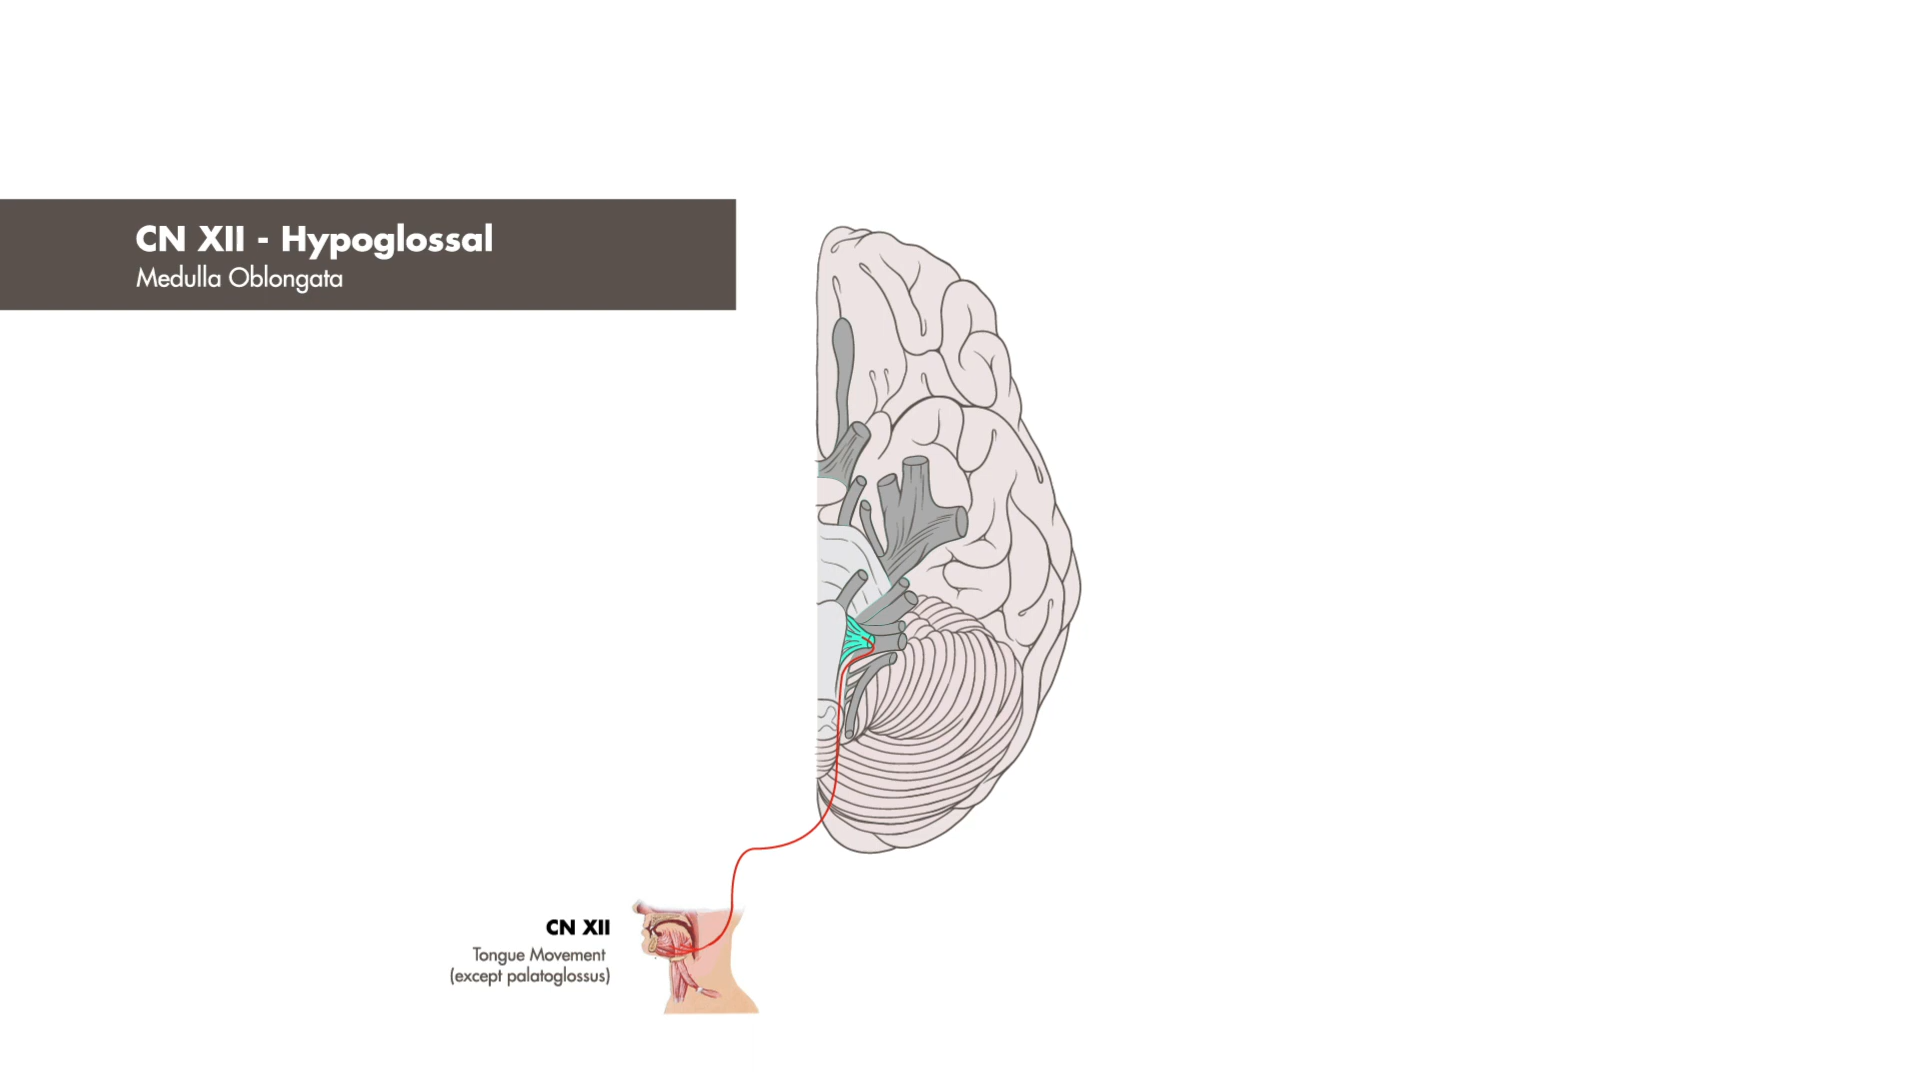 CN XII - Hypoglossal
Medulla Oblongata
CN XII
Tongue Movement
(except palatoglossus)